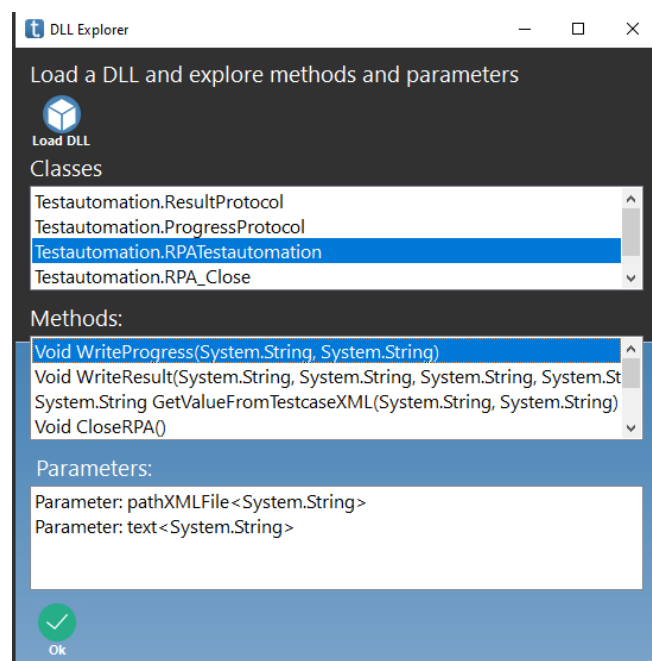 t DLL Explorer
Load a DLL and explore methods and parameters
Load DLL
Classes
Testautomation.ResultProtocol
Testautomation.ProgressProtocol
Testautomation.RPATestautomation
Testautomation.RPA_Close
Methods:
Void WriteProgress(System.String, System.String)
Void WriteResult(System.String, System.String, System.String, System.St
System.String GetValueFromTestcaseXML(System.String, System.String)
Void CloseRPA()
Parameters:
Parameter: pathXMLFile<System.String>
Parameter: text<System.String>
Ok